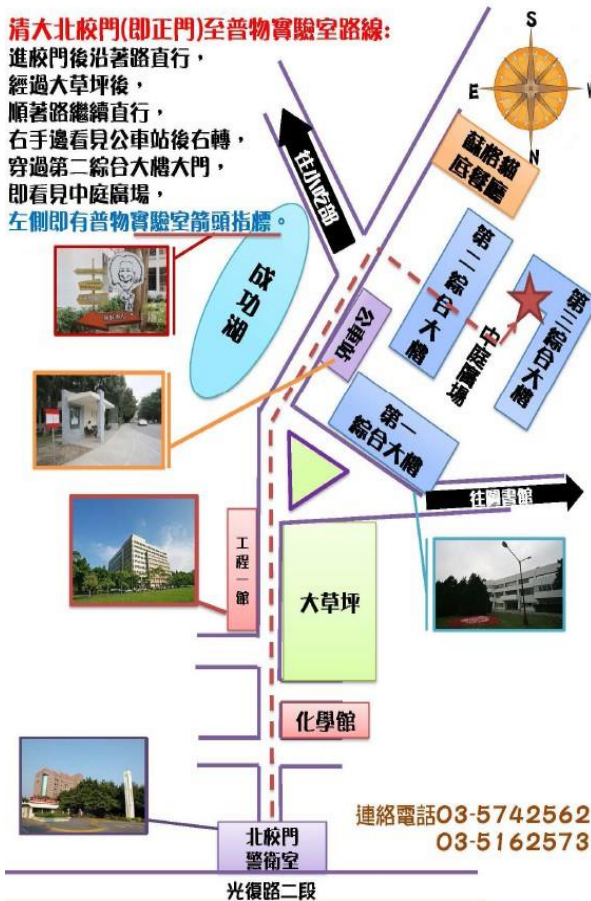 清大北校門(即正門)至普物實驗室路線:
進校門後沿著路直行，
經過大草坪後，
順著路繼續直行，
右手邊看見公車站後右轉，
穿過第二綜合大樓大門，
即看見中庭廣場，
左側即有普物實驗室箭頭指標。
S
E
W
N
往小吃部
蘇格貓
底餐廳
成功湖
公車站
第二綜合大樓
中庭廣場
第三綜合大樓
第一
綜合大樓
往圖書館
工程一館
大草坪
化學館
連絡電話03-5742562
03-5162573
北校門
警衛室
光復路二段